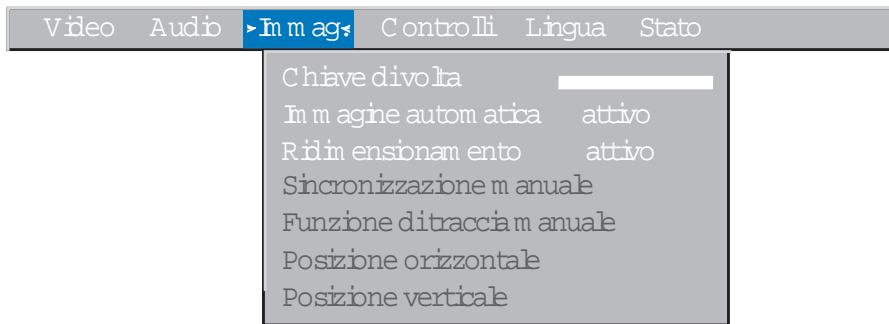 Video Audio >Immag< Controlli Lingua Stato
Chiave di volta
Immagine automatica attivo
Ridimensionamento attivo
Sincronizzazione manuale
Funzione di traccia manuale
Posizione orizzontale
Posizione verticale